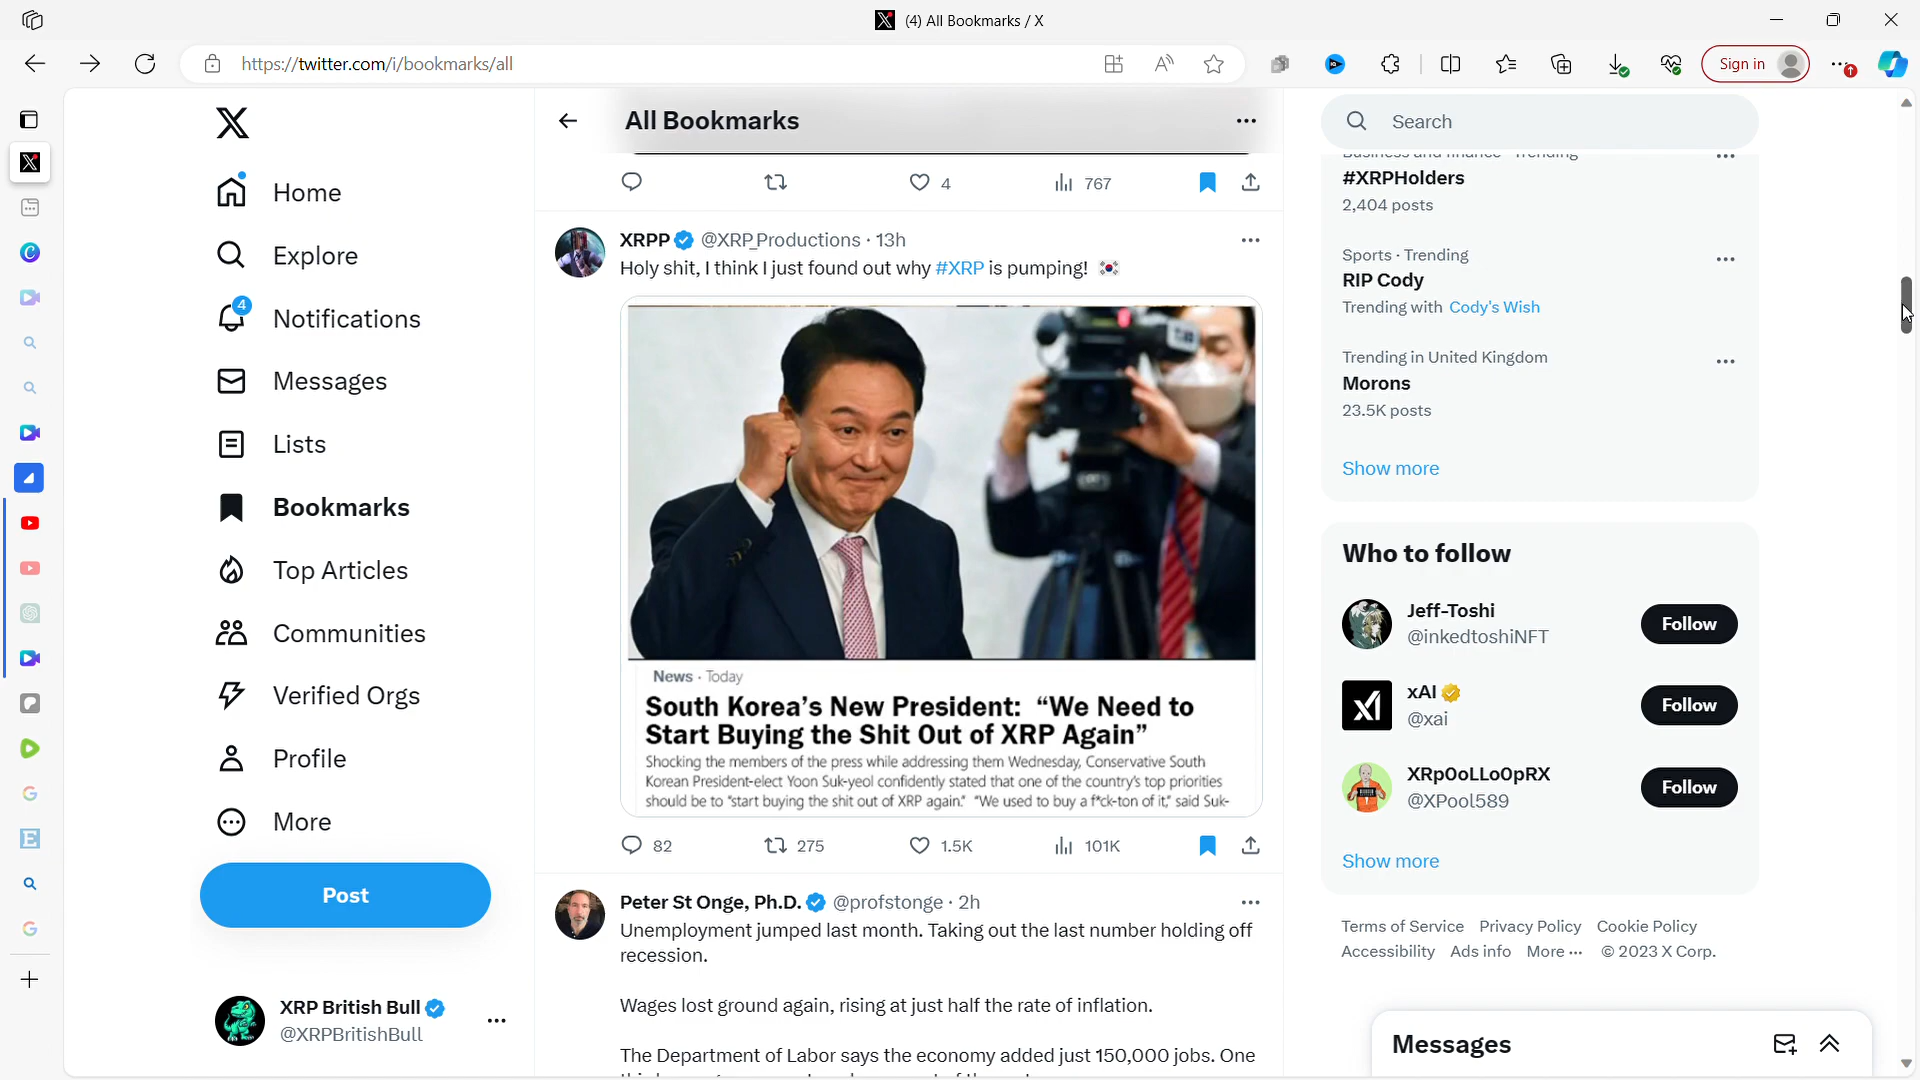 (4) All Bookmarks / X
https://twitter.com/i/bookmarks/all
Sign in
Home
Explore
4
Notifications
Messages
Lists
Bookmarks
Top Articles
Communities
Verified Orgs
Profile
More
Post
XRP British Bull
@XRPBritishBull
All Bookmarks
4
767
XRPP @XRP_Productions · 13h
Holy shit, I think I just found out why #XRP is pumping! 🇰🇷
News · Today
South Korea's New President: "We Need to
Start Buying the Shit Out of XRP Again"
Shocking the members of the press while addressing them Wednesday, Conservative South
Korean President-elect Yoon Suk-yeol confidently stated that one of the country's top priorities
should be to "start buying the shit out of XRP again." "We used to buy a f*ck-ton of it," said Suk-
82
275
1.5K
101K
Peter St Onge, Ph.D. @profstonge · 2h
Unemployment jumped last month. Taking out the last number holding off
recession.
Wages lost ground again, rising at just half the rate of inflation.
The Department of Labor says the economy added just 150,000 jobs. One
Search
Business and finance · Trending
#XRPHolders
2,404 posts
Sports · Trending
RIP Cody
Trending with Cody's Wish
Trending in United Kingdom
Morons
23.5K posts
Show more
Who to follow
Jeff-Toshi
@inkedtoshiNFT
Follow
xAI
@xai
Follow
XRpOoLLoOpRX
@XPool589
Follow
Show more
Terms of Service Privacy Policy Cookie Policy
Accessibility Ads info More ··· © 2023 X Corp.
Messages